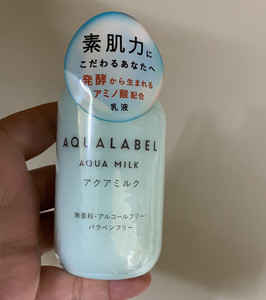 素肌力に
こだわるあなたへ
発酵から生まれる
アミノ酸配合
乳液
AQUALABEL
AQUA MILK
アクアミルク
無香料・アルコールフリー・
パラベンフリー